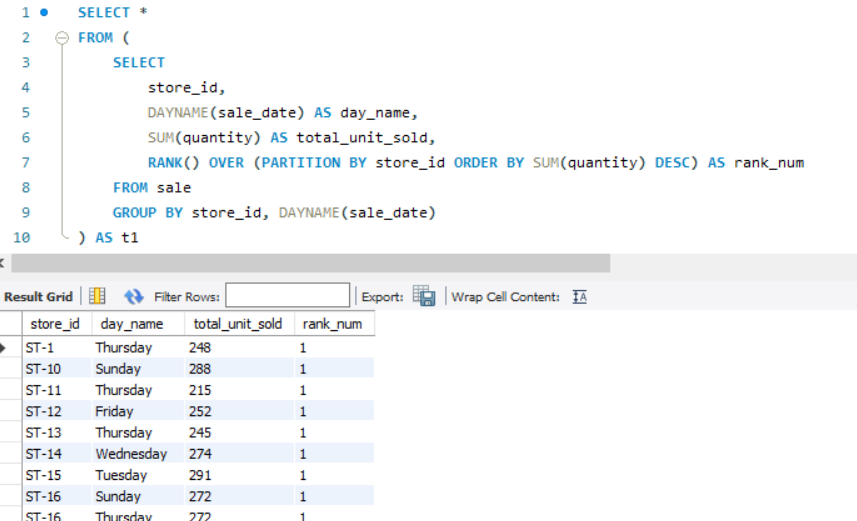 1 SELECT *
2 FROM (
3 SELECT
4 store_id,
5 DAYNAME(sale_date) AS day_name,
6 SUM(quantity) AS total_unit_sold,
7 RANK() OVER (PARTITION BY store_id ORDER BY SUM(quantity) DESC) AS rank_num
8 FROM sale
9 GROUP BY store_id, DAYNAME(sale_date)
10 ) AS t1
Result Grid Filter Rows: Export: Wrap Cell Content: IA
store_id day_name total_unit_sold rank_num
ST-1 Thursday 248 1
ST-10 Sunday 288 1
ST-11 Thursday 215 1
ST-12 Friday 252 1
ST-13 Thursday 245 1
ST-14 Wednesday 274 1
ST-15 Tuesday 291 1
ST-16 Sunday 272 1
ST-16 Thursday 272 1